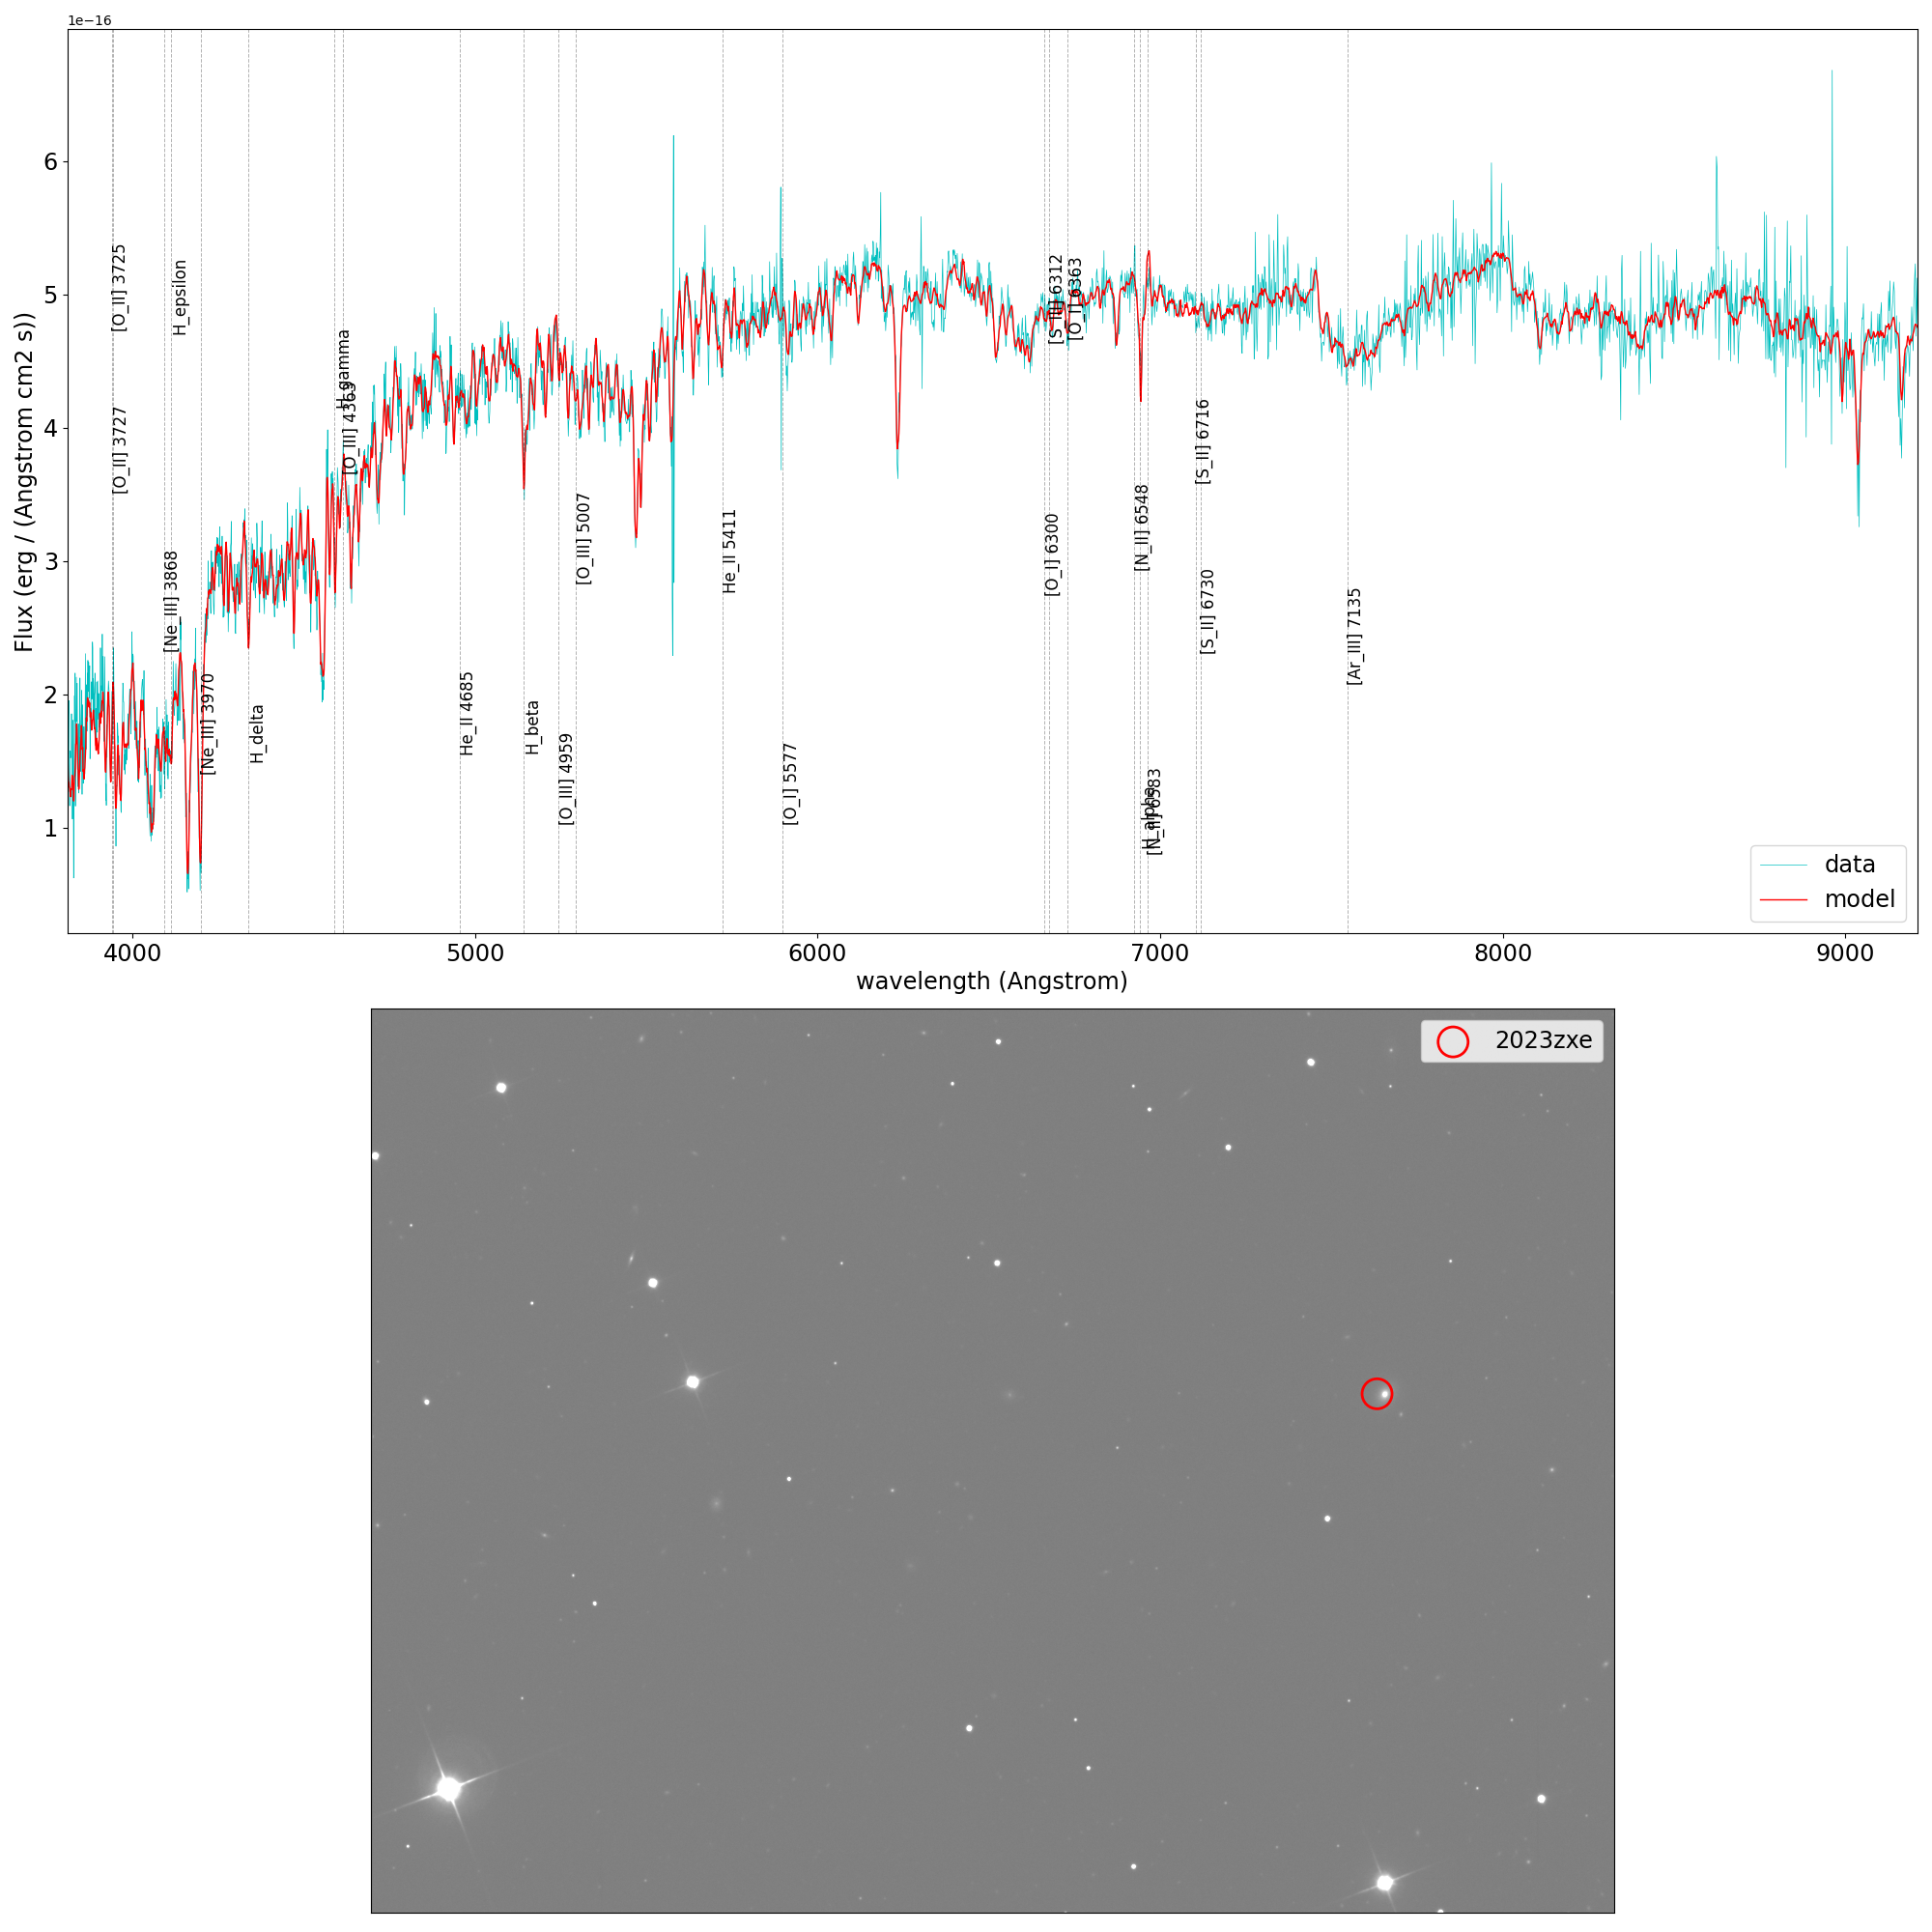 1e−16
Flux (erg / (Angstrom cm2 s))
6
5
4
3
2
1
[O_II] 3725
[O_II] 3727
[Ne_III] 3868
H_epsilon
[Ne_III] 3970
H_delta
H_gamma
[O_III] 4363
He_II 4685
H_beta
[O_III] 4959
[O_III] 5007
He_II 5411
[O_I] 5577
[O_I] 6300
[S_III] 6312
[O_I] 6363
[N_II] 6548
H_alpha
[N_II] 6583
[S_II] 6716
[S_II] 6730
[Ar_III] 7135
data
model
4000 5000 6000 7000 8000 9000
wavelength (Angstrom)
2023zxe